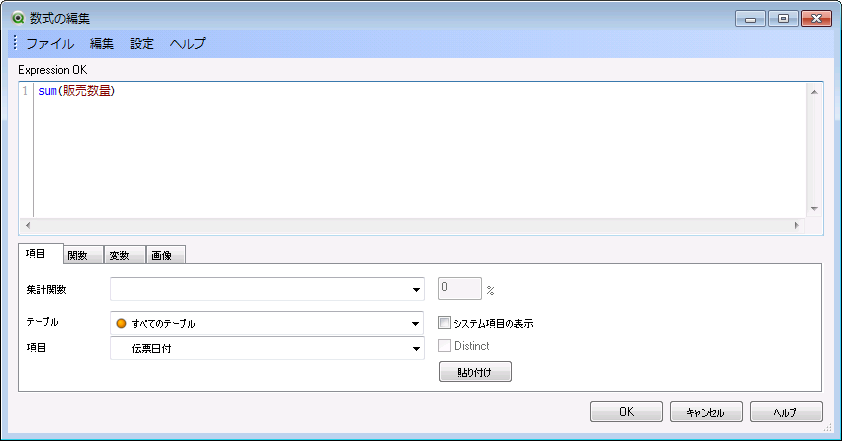 数式の編集
ファイル 編集 設定 ヘルプ
Expression OK
1 sum(販売数量)
項目 関数 変数 画像
集計関数 0 %
テーブル すべてのテーブル システム項目の表示
項目 伝票日付 Distinct
貼り付け
OK キャンセル ヘルプ